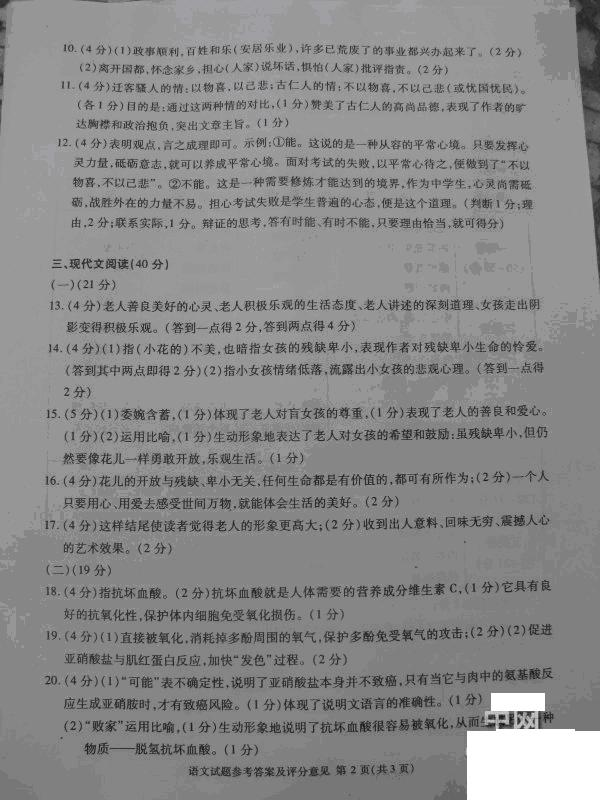 10. (4 分)(1)政事顺利,百姓和乐(安居乐业),许多已荒废了的事业都兴办起来了。(2 分)
(2)离开国都,怀念家乡,担心(人家)说坏话,惧怕(人家)批评指责。(2 分)
11. (4 分)迁客骚人的情:以物喜,以己悲;古仁人的情:不以物喜,不以己悲(或忧国忧民)。
(各 1 分)目的是:通过这两种情的对比,(1 分)赞美了古仁人的高尚品德,表现了作者的旷
达胸襟和政治抱负,突出文章主旨。(1 分)
12. (4 分)表明观点,言之成理即可。示例:①能。这说的是一种从容的平常心境。只要发挥心
灵力量,砥砺意志,就可以养成平常心境。面对考试的失败,以平常心待之,便做到了“不以
物喜,不以己悲”。②不能。这是一种需要修炼才能达到的境界,作为中学生,心灵尚需砥
砺,战胜外在的力量不易。担心考试失败是学生普遍的心态,便是这个道理。(判断 1 分;理
由,2 分;联系实际,1 分。辩证的思考,答有时能、有时不能,只要理由恰当,就可得分)
三、现代文阅读(40 分)
(一)(21 分)
13. (4 分)老人善良美好的心灵、老人积极乐观的生活态度、老人讲述的深刻道理、女孩走出阴
影变得积极乐观。(答到一点得 2 分,答到两点得 4 分)
14. (4 分)(1)指(小花的)不美,也暗指女孩的残缺卑小,表现作者对残缺卑小生命的怜爱。
(答到其中两点即得 2 分)(2)指小女孩情绪低落,流露出小女孩的悲观心理。(答到一点得
2 分)
15. (5 分)(1)委婉含蓄,(1 分)体现了老人对盲女孩的尊重,(1 分)表现了老人的善良和爱心。
(1 分)(2)运用比喻,(1 分)生动形象地表达了老人对女孩的希望和鼓励:虽残缺卑小,但仍
然要像花儿一样勇敢开放,乐观生活。(1 分)
16. (4 分)花儿的开放与残缺、卑小无关,任何生命都是有价值的,都可有所作为;(2 分)一个人
只要用心、用爱去感受世间万物,就能体会生活的美好。(2 分)
17. (4 分)这样结尾使读者觉得老人的形象更高大;(2 分)收到出人意料、回味无穷、震撼人心
的艺术效果。(2 分)
(二)(19 分)
18. (4 分)指抗坏血酸。(2 分)抗坏血酸就是人体需要的营养成分维生素 C,(1 分)它具有良
好的抗氧化性,保护体内细胞免受氧化损伤。(1 分)
19. (4 分)(1)直接被氧化,消耗掉多酚周围的氧气,保护多酚免受氧气的攻击;(2 分)(2)促进
亚硝酸盐与肌红蛋白反应,加快“发色”过程。(2 分)
20. (4 分)(1)“可能”表不确定性,说明了亚硝酸盐本身并不致癌,只有当它与肉中的氨基酸反
应生成亚硝胺时,才有致癌风险。(1 分)体现了说明文语言的准确性。(1 分)
(2)“败家”运用比喻,(1 分)生动形象地说明了抗坏血酸很容易被氧化,从而 种
物质——脱氢抗坏血酸。(1 分)
语文试题参考答案及评分意见 第 2 页(共 3 页)